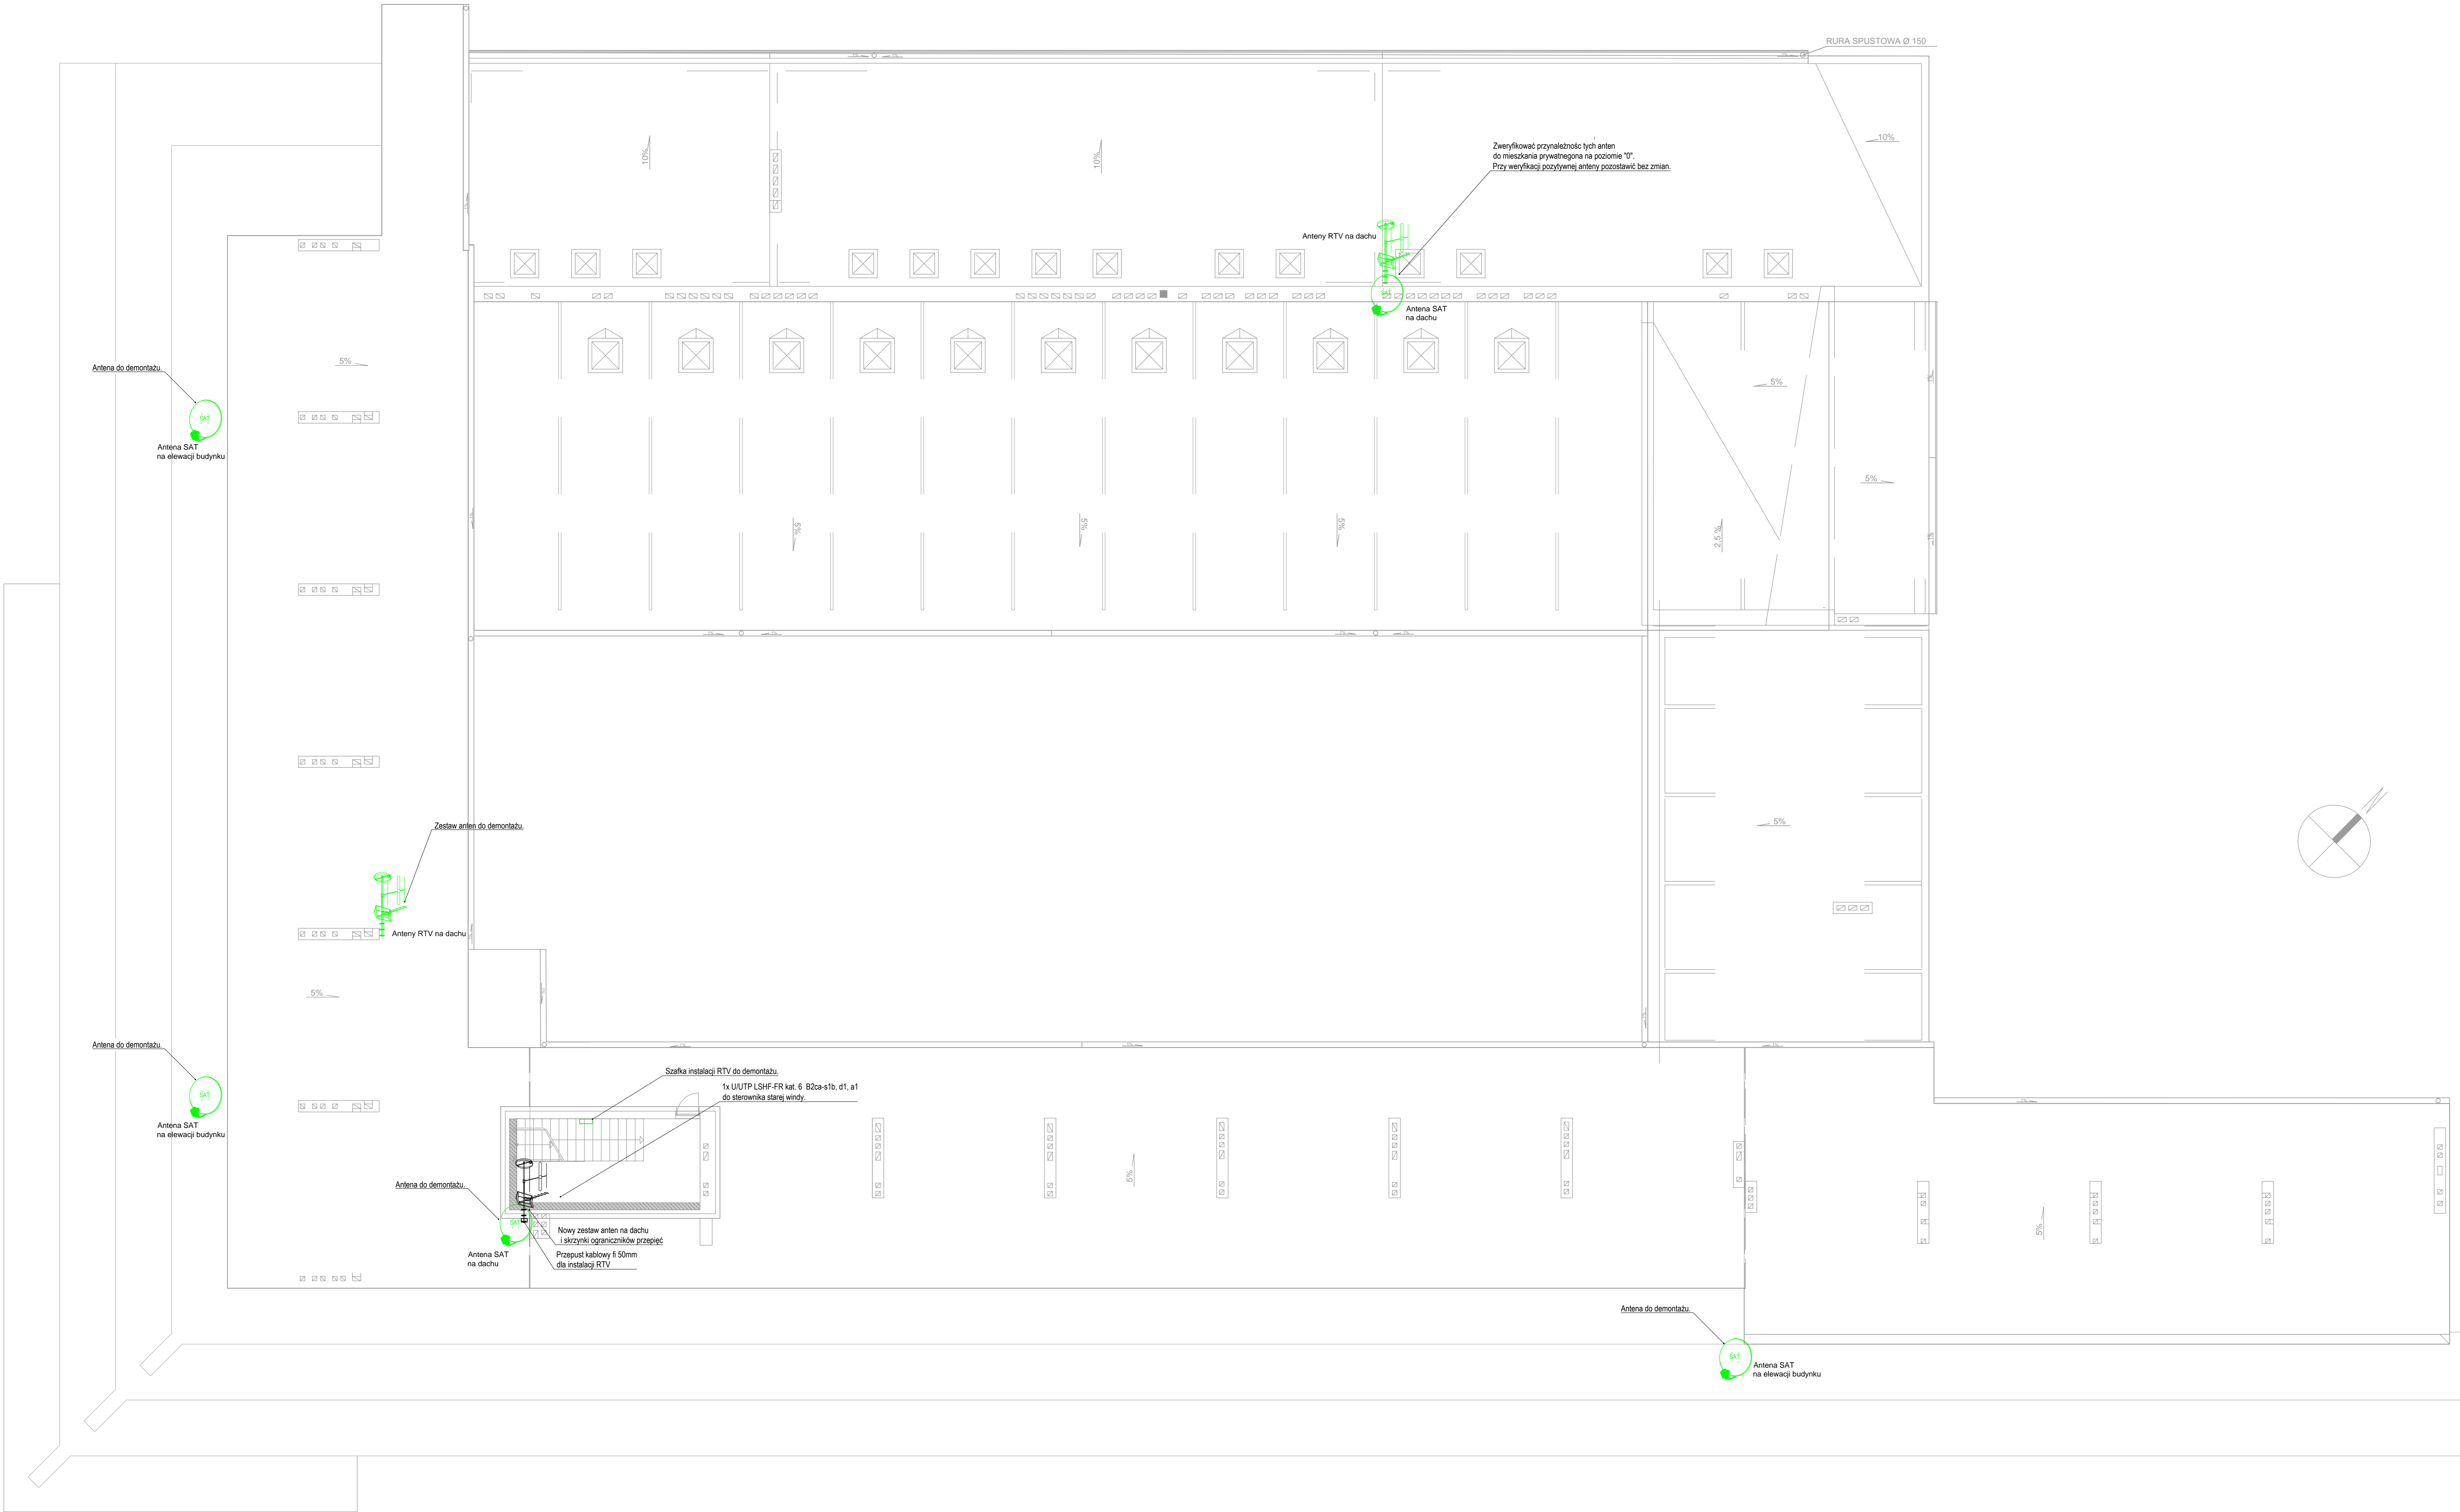 RURA SPUSTOWA Ø 150
10%
10%
10%
Zweryfikować przynależnośc tych anten
do mieszkania prywatnegona na poziomie "0".
Przy weryfikacji pozytywnej anteny pozostawić bez zmian.
Anteny RTV na dachu
SAT
Antena SAT
na dachu
5%
Antena do demontażu.
SAT
Antena SAT
na elewacji budynku
5%
5%
5%
5%
5%
2,5 %
Zestaw anten do demontażu.
5%
Anteny RTV na dachu
5%
Antena do demontażu.
SAT
Antena SAT
na elewacji budynku
Szafka instalacji RTV do demontażu.
1x U/UTP LSHF-FR kat. 6 B2ca-s1b, d1, a1
do sterownika starej windy.
5%
Antena do demontażu.
SAT
Nowy zestaw anten na dachu
i skrzynki ograniczników przepięć
Przepust kablowy fi 50mm
dla instalacji RTV
Antena SAT
na dachu
5%
Antena do demontażu.
SAT
Antena SAT
na elewacji budynku